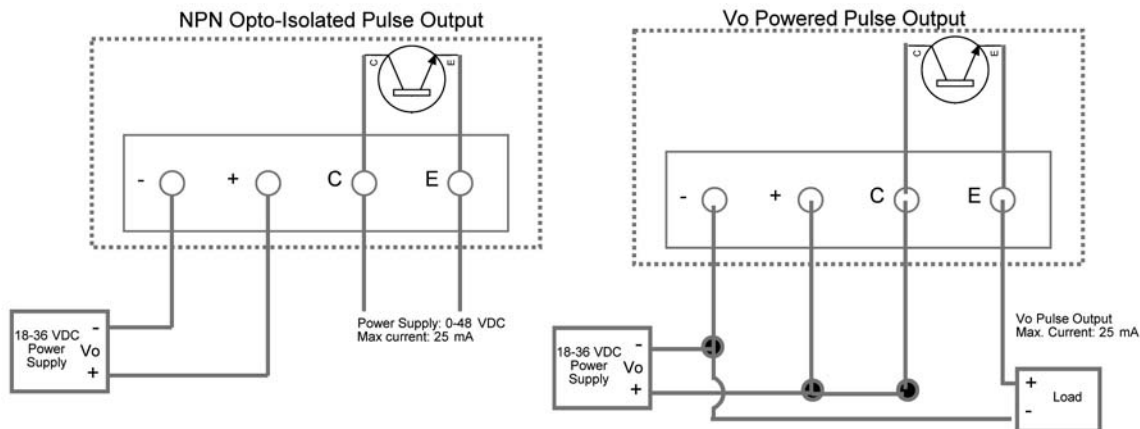 NPN Opto-Isolated Pulse Output
C
E
-
+
C
E
18-36 VDC
Power
Supply
-
Vo
+
Power Supply: 0-48 VDC
Max current: 25 mA
Vo Powered Pulse Output
C
E
-
+
C
E
18-36 VDC
Power
Supply
-
Vo
+
Vo Pulse Output
Max. Current: 25 mA
+
Load
-